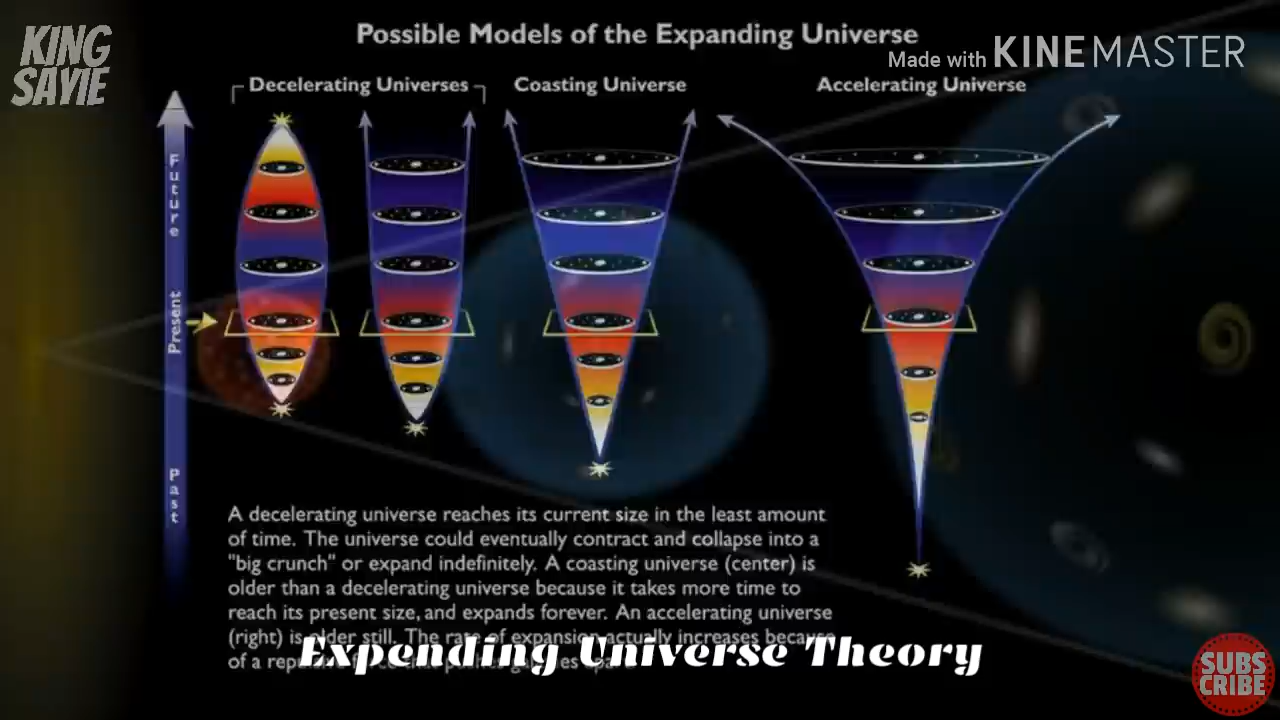 KING
SAVIE
Possible Models of the Expanding Universe
Made with KINEMASTER
Decelerating Universes
Coasting Universe
Accelerating Universe
Future
Present
Past
A decelerating universe reaches its current size in the least amount
of time. The universe could eventually contract and collapse into a
"big crunch" or expand indefinitely. A coasting universe (center) is
older than a decelerating universe because it takes more time to
reach its present size, and expands forever. An accelerating universe
(right) is older still. The rate of expansion actually increases because
of a
Expending Universe Theory
SUBS
CRIBE